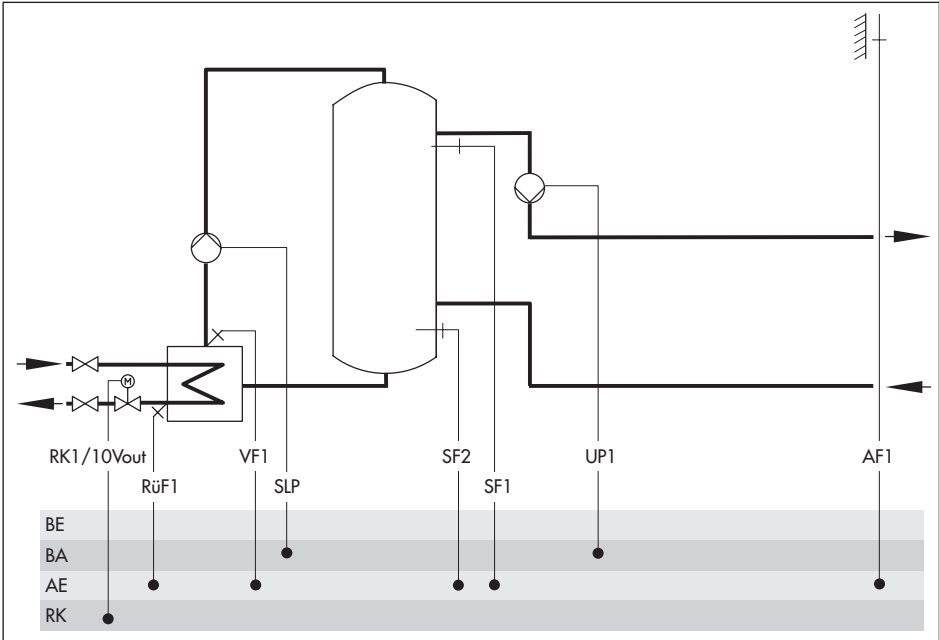 M
RK1/10Vout VF1 SF2 UP1 AF1
RüF1 SLP SF1
BE
BA
AE
RK